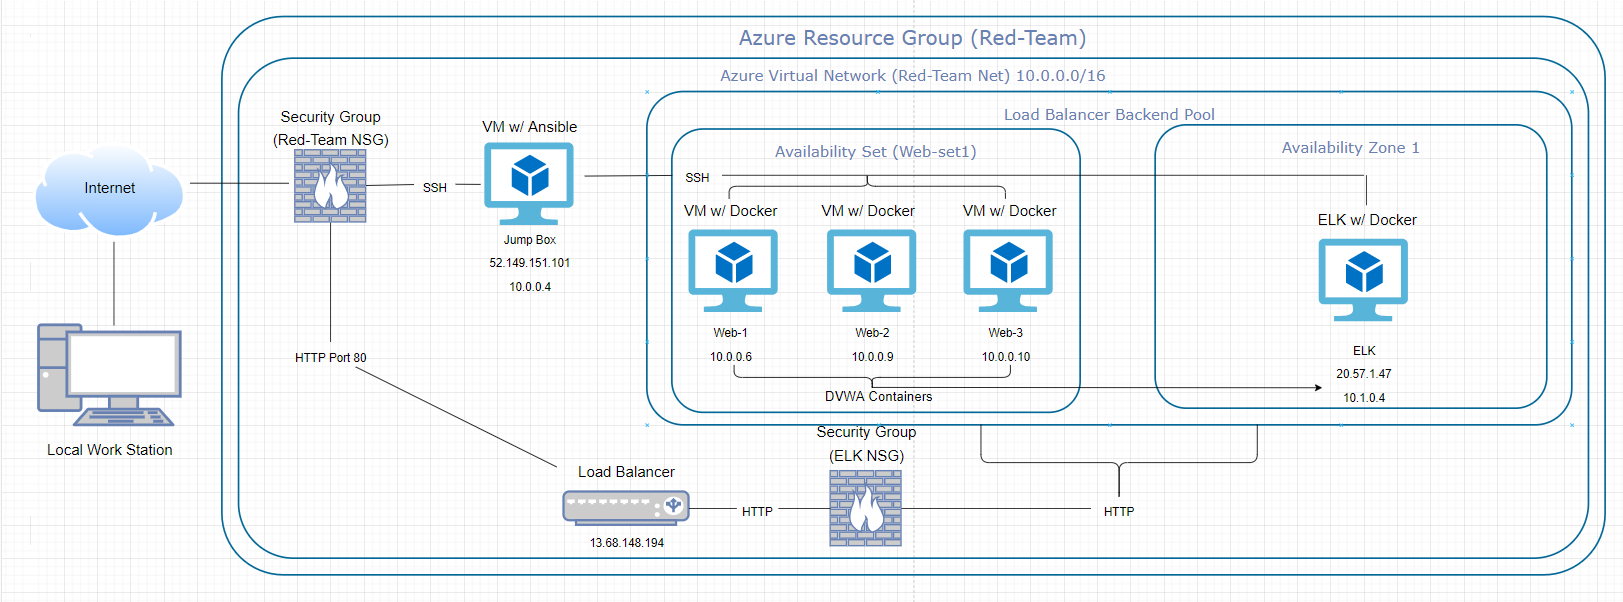 Azure Resource Group (Red-Team)
Azure Virtual Network (Red-Team Net) 10.0.0.0/16
Load Balancer Backend Pool
Security Group
(Red-Team NSG)
VM w/ Ansible
Availability Set (Web-set1)
Availability Zone 1
Internet
SSH
SSH
VM w/ Docker
VM w/ Docker
VM w/ Docker
ELK w/ Docker
Jump Box
52.149.151.101
10.0.0.4
Web-1
10.0.0.6
Web-2
10.0.0.9
Web-3
10.0.0.10
ELK
20.57.1.47
10.1.0.4
HTTP Port 80
DVWA Containers
Local Work Station
Security Group
(ELK NSG)
Load Balancer
HTTP
HTTP
13.68.148.194